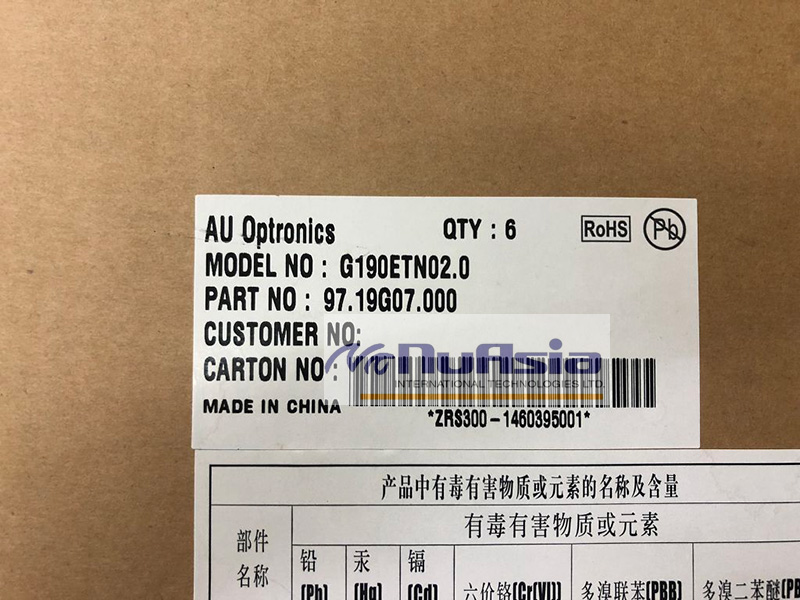 AU Optronics QTY : 6 RoHS Pb
MODEL NO : G190ETN02.0
PART NO : 97.19G07.000
CUSTOMER NO:
CARTON NO :
NuAsia
INTERNATIONAL TECHNOLOGIES LTD.
MADE IN CHINA
*ZRS300-1460395001*
产品中有毒有害物质或元素的名称及含量
有毒有害物质或元素
部件
名称
铅 汞 镉
(Pb) (Hg) (Cd) 六价铬(Cr(VI)) 多溴联苯(PBB) 多溴二苯醚(PB